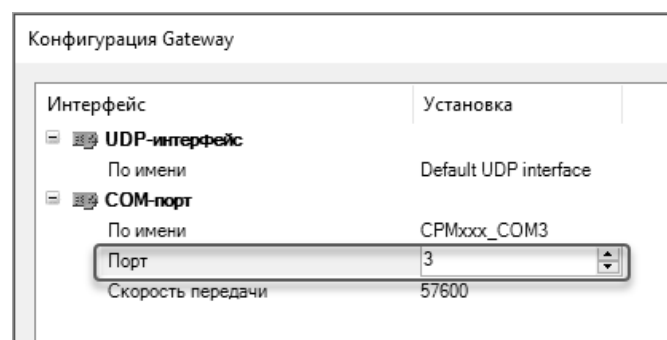 Конфигурация Gateway
Интерфейс Установка
UDP-интерфейс
По имени Default UDP interface
COM-порт
По имени CPMxxx_COM3
Порт 3
Скорость передачи 57600